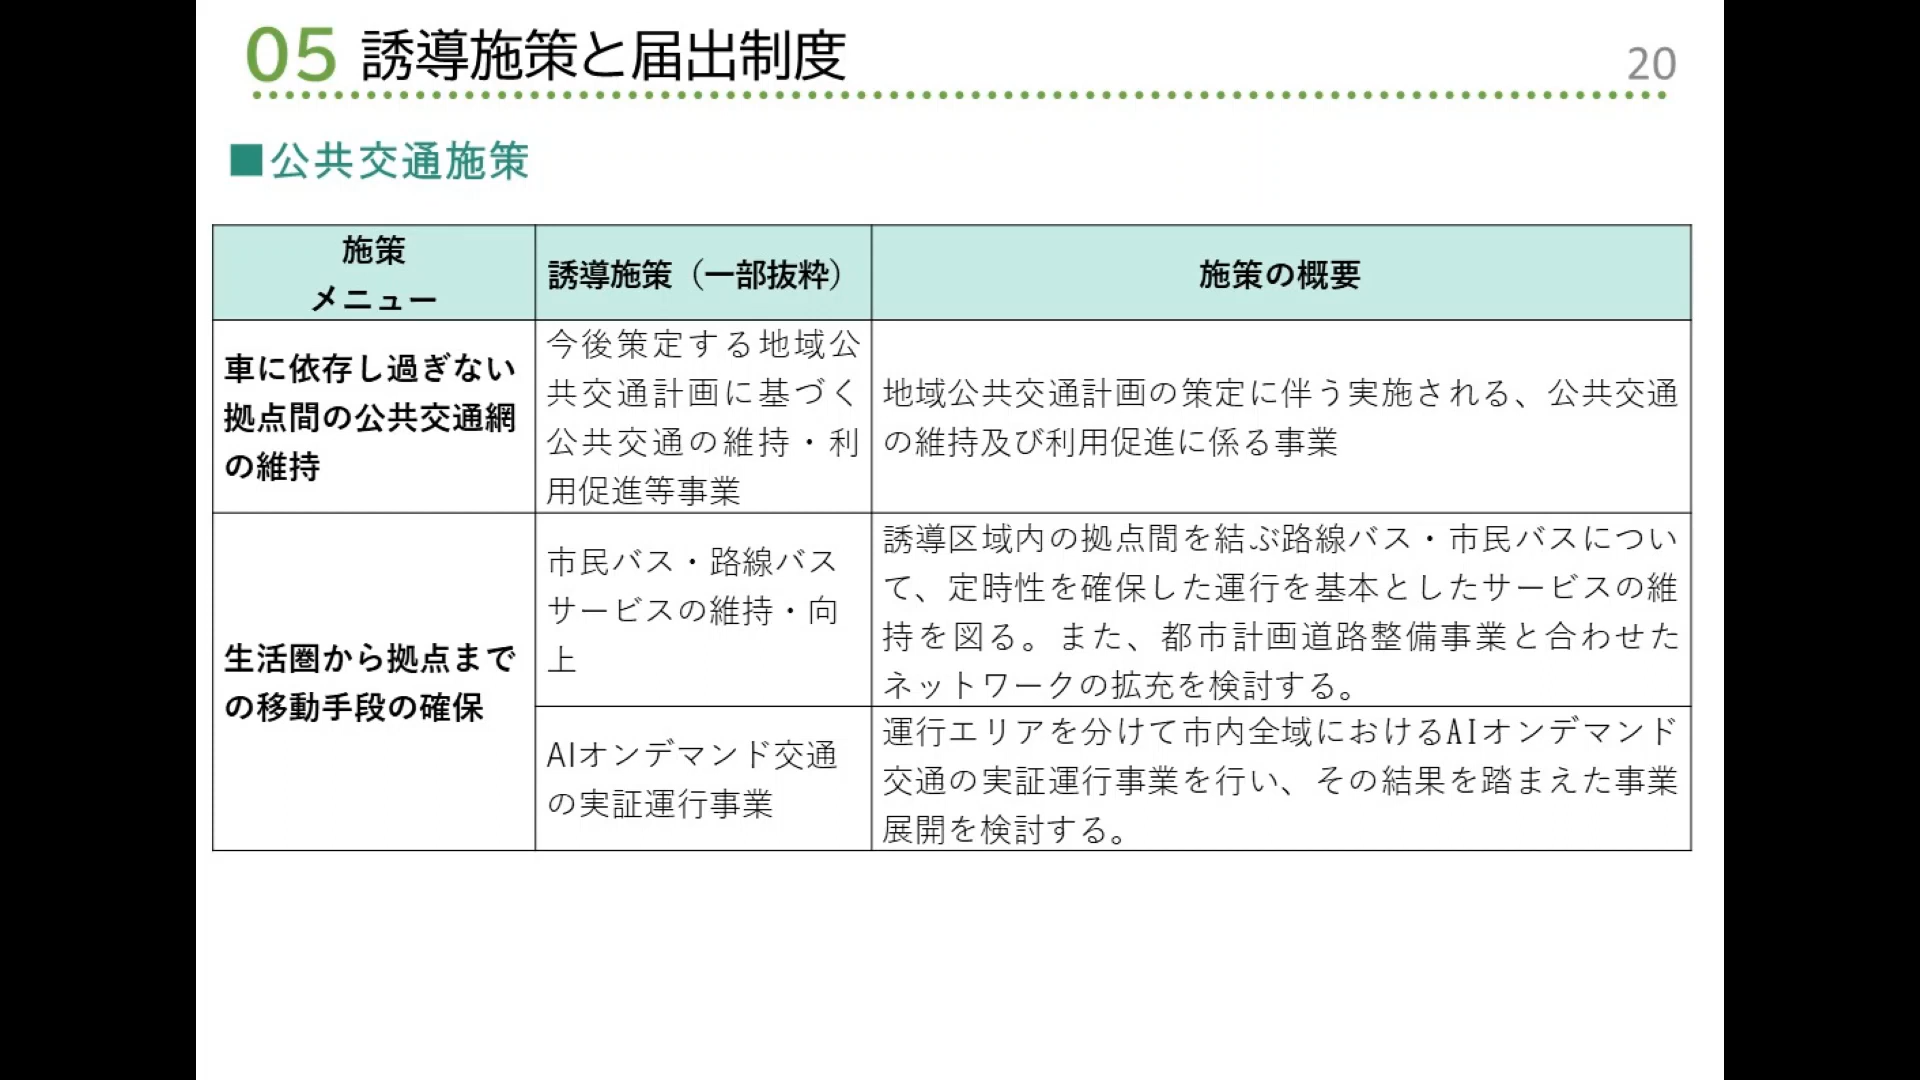 05 誘導施策と届出制度
20
■公共交通施策
施策
メニュー
誘導施策（一部抜粋）
施策の概要
車に依存し過ぎない
拠点間の公共交通網
の維持
今後策定する地域公
共交通計画に基づく
公共交通の維持・利
用促進等事業
地域公共交通計画の策定に伴う実施される、公共交通
の維持及び利用促進に係る事業
生活圏から拠点まで
の移動手段の確保
市民バス・路線バス
サービスの維持・向
上
誘導区域内の拠点間を結ぶ路線バス・市民バスについ
て、定時性を確保した運行を基本としたサービスの維
持を図る。また、都市計画道路整備事業と合わせた
ネットワークの拡充を検討する。
AIオンデマンド交通
の実証運行事業
運行エリアを分けて市内全域におけるAIオンデマンド
交通の実証運行事業を行い、その結果を踏まえた事業
展開を検討する。